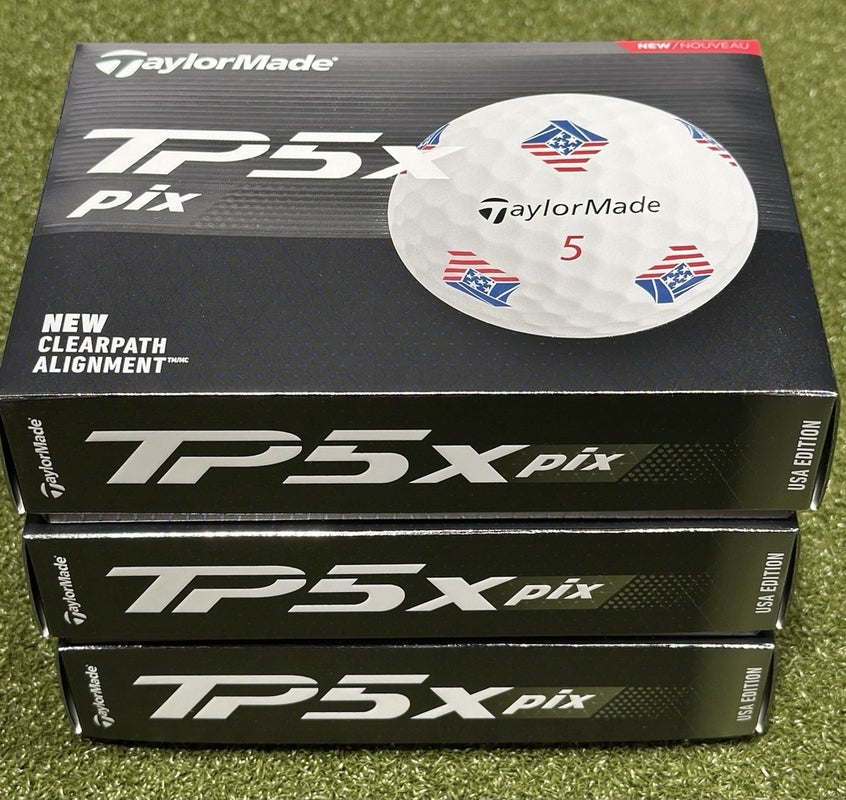 NEW/NOUVEAU
TaylorMade®
TP5x
pix
TaylorMade
5
NEW
CLEARPATH
ALIGNMENT™/MC
TaylorMade®
TP5x pix
USA EDITION
TaylorMade®
TP5x pix
USA EDITION
TaylorMade®
TP5x pix
USA EDITION